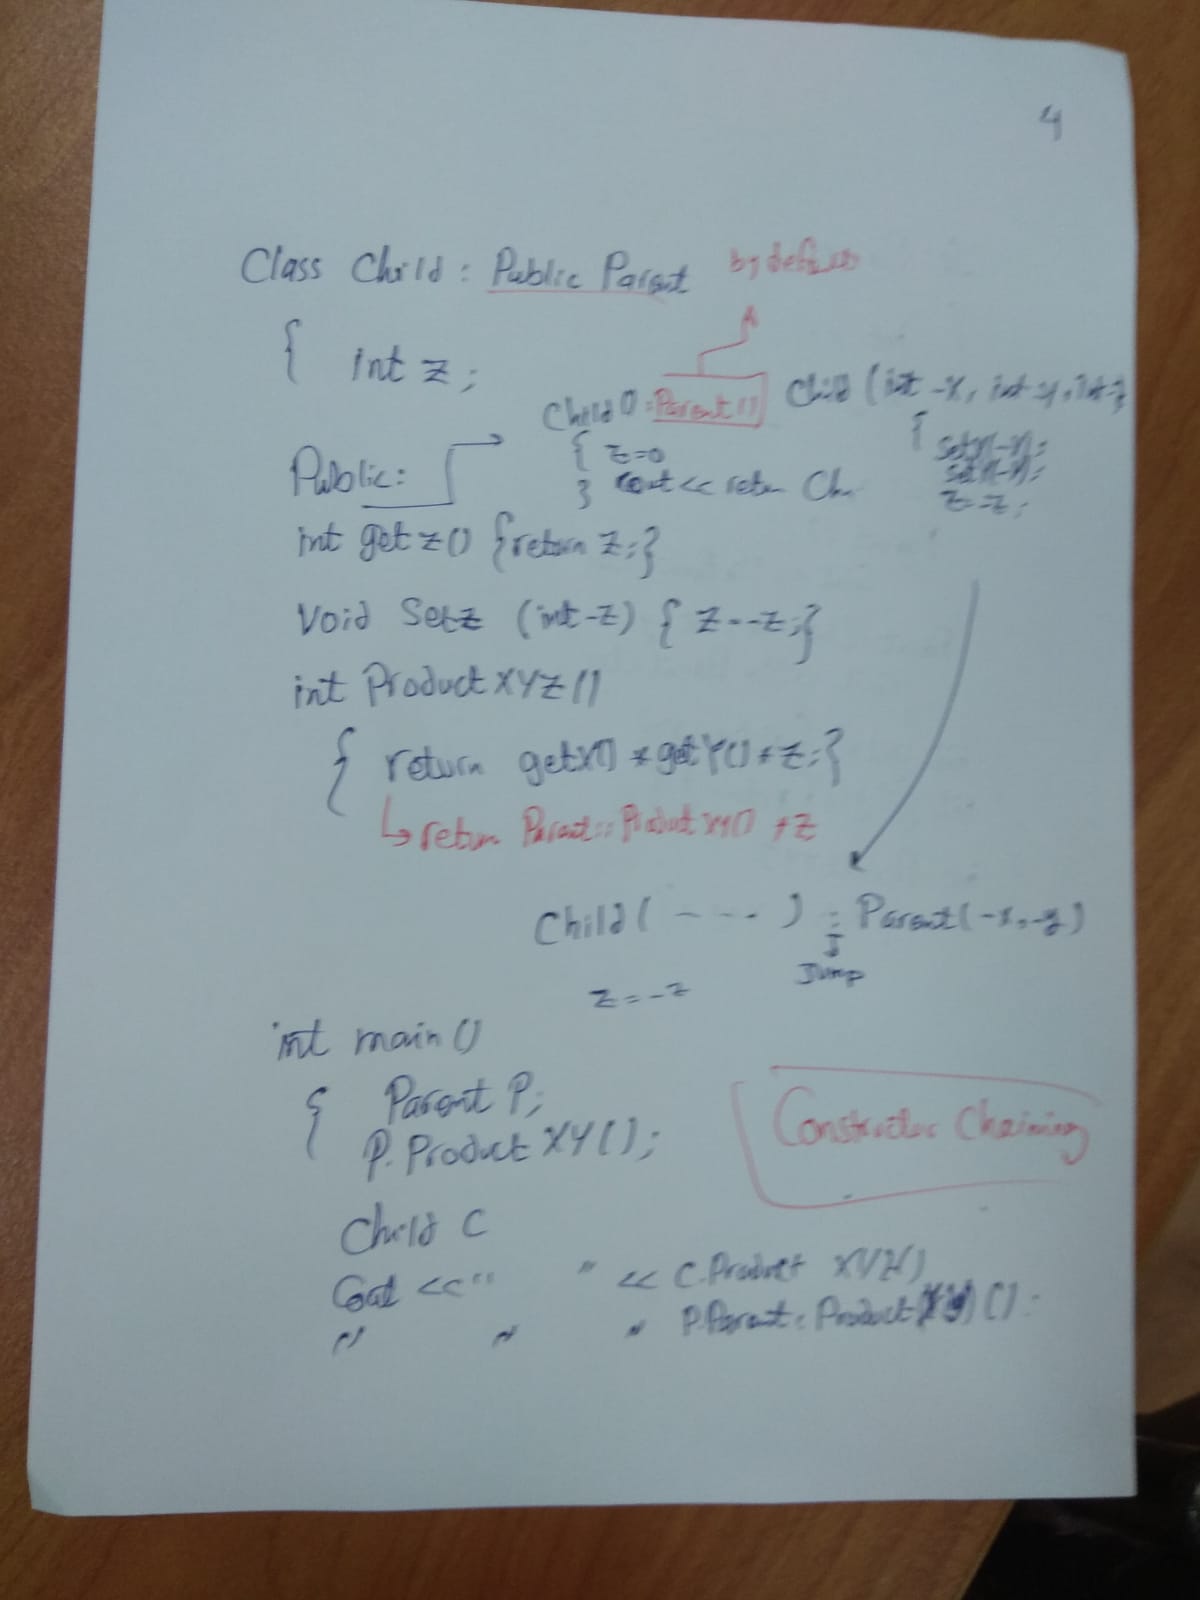 4
Class Child : Public Parent
by default
{ int z;
Child() : Parent()
{ z=0
} cout << return Ch
Child (int -x, int -y, int -z
{ setx(-x);
z=-z;
Public:
int getz() {return z;}
Void Setz (int-z) { z=-z;}
int Product XYZ()
{ return getX() * getY() * z;}
↳ return Parent:: Product XY() * z
Child( - - - - ) : Parent(-x,-y)
Jump
z=-z
int main()
{ Parent P;
P. Product XY();
Constructor Chaining
Child C
Cout << " " << C.Product XYZ()
" " " P.Parent: Product XY) ();